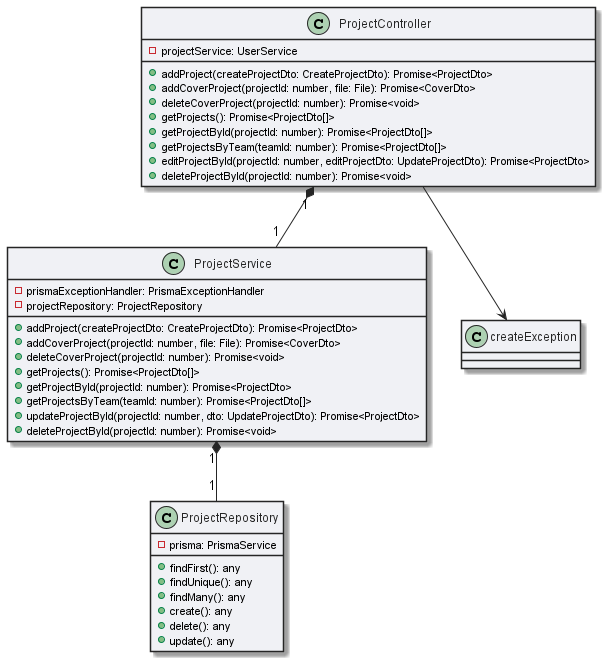 C ProjectController
projectService: UserService
addProject(createProjectDto: CreateProjectDto): Promise<ProjectDto>
addCoverProject(projectId: number, file: File): Promise<CoverDto>
deleteCoverProject(projectId: number): Promise<void>
getProjects(): Promise<ProjectDto[]>
getProjectById(projectId: number): Promise<ProjectDto[]>
getProjectsByTeam(teamId: number): Promise<ProjectDto[]>
editProjectById(projectId: number, editProjectDto: UpdateProjectDto): Promise<ProjectDto>
deleteProjectById(projectId: number): Promise<void>
1
1
C ProjectService
prismaExceptionHandler: PrismaExceptionHandler
projectRepository: ProjectRepository
addProject(createProjectDto: CreateProjectDto): Promise<ProjectDto>
addCoverProject(projectId: number, file: File): Promise<CoverDto>
deleteCoverProject(projectId: number): Promise<void>
getProjects(): Promise<ProjectDto[]>
getProjectById(projectId: number): Promise<ProjectDto>
getProjectsByTeam(teamId: number): Promise<ProjectDto[]>
updateProjectById(projectId: number, dto: UpdateProjectDto): Promise<ProjectDto>
deleteProjectById(projectId: number): Promise<void>
C createException
1
1
C ProjectRepository
prisma: PrismaService
findFirst(): any
findUnique(): any
findMany(): any
create(): any
delete(): any
update(): any